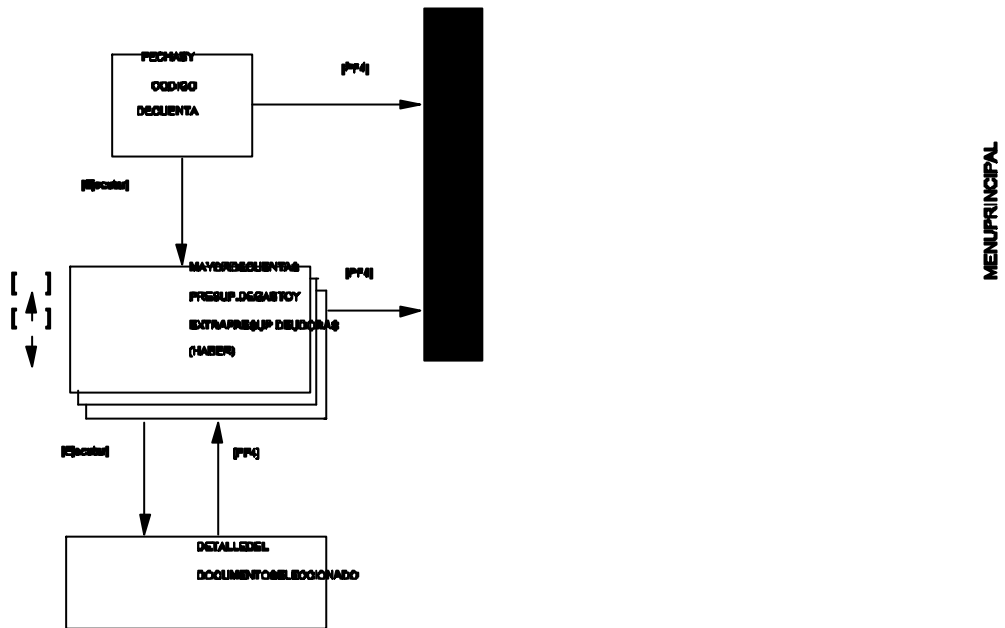 FECHASY
CODIGO
DECUENTA
[PF4]
[Ejecutar]
MAYORDECUENTAS
PRESUP.DEGASTOY
EXTRAPRESUP DEUDORAS
(HABER)
[PF4]
[ ]
[ ]
[Ejecutar]
[PF4]
DETALLEDEL
DOCUMENTOSELECCIONADO
MENUPRINCIPAL